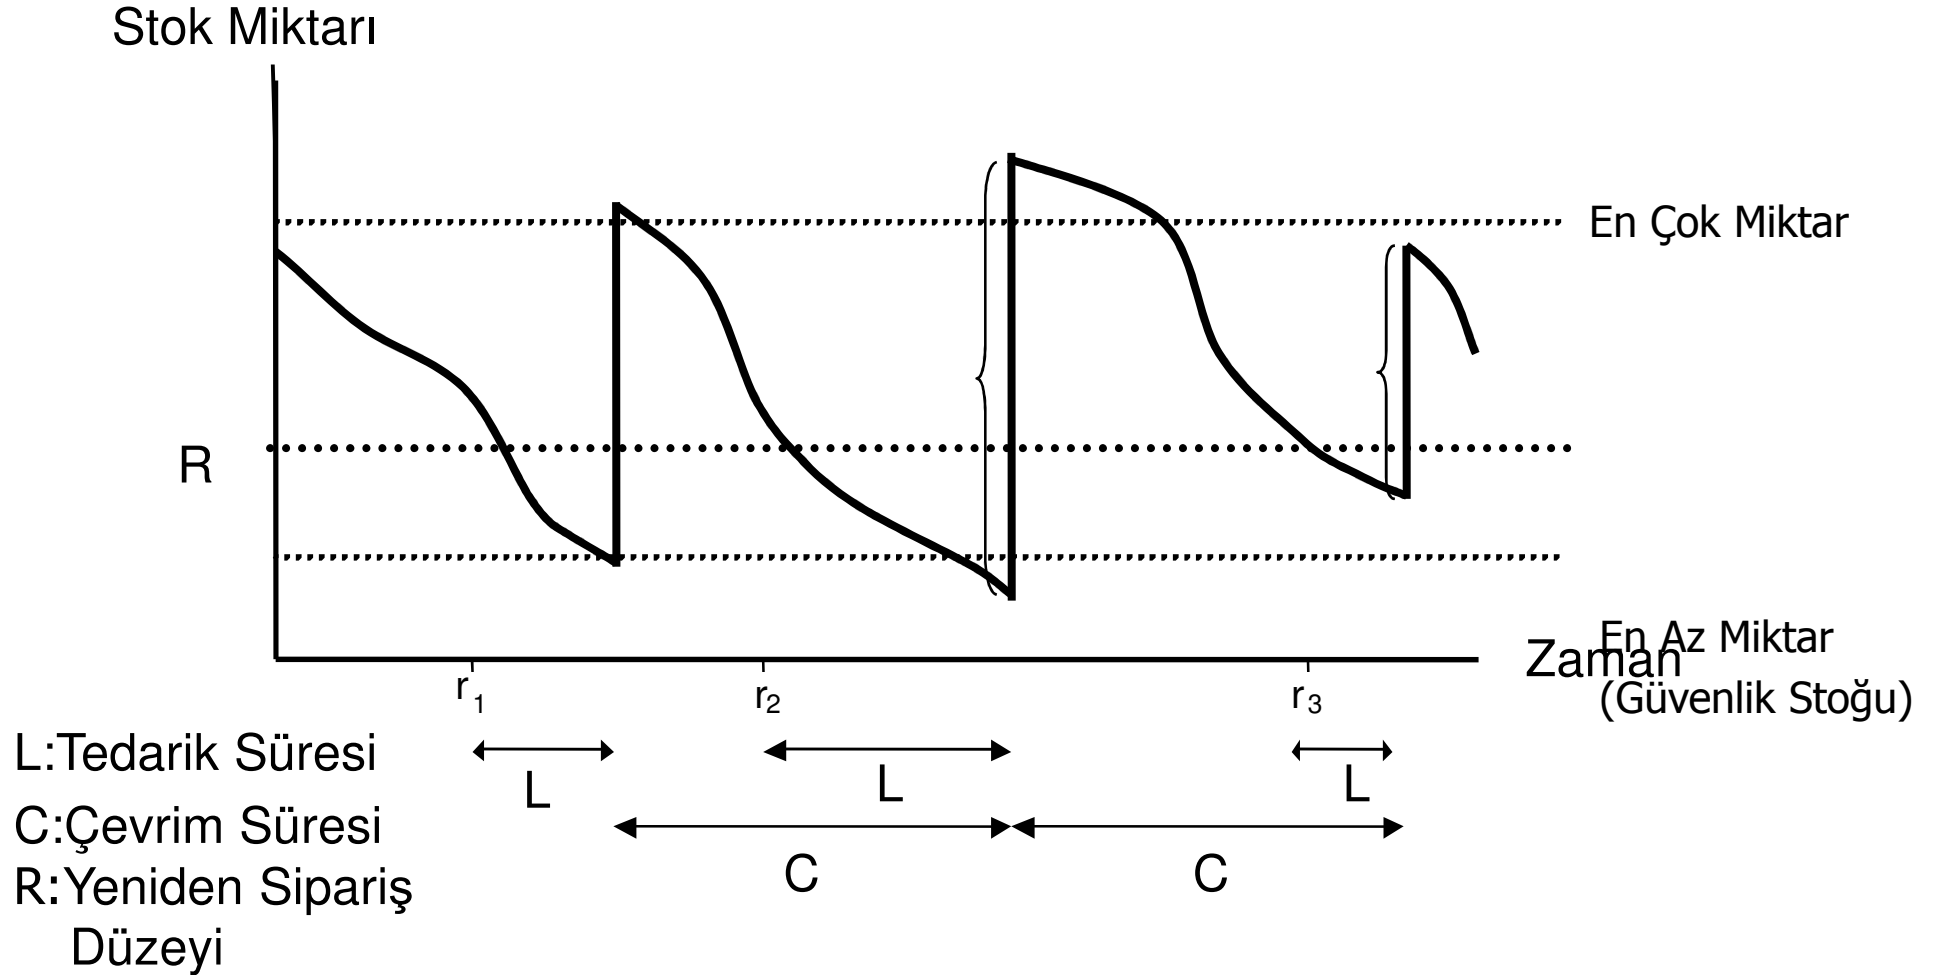 Stok Miktarı
En Çok Miktar
R
En Az Miktar
Zaman
(Güvenlik Stoğu)
r1
r2
r3
L:Tedarik Süresi
L
L
L
C:Çevrim Süresi
C
C
R:Yeniden Sipariş
Düzeyi